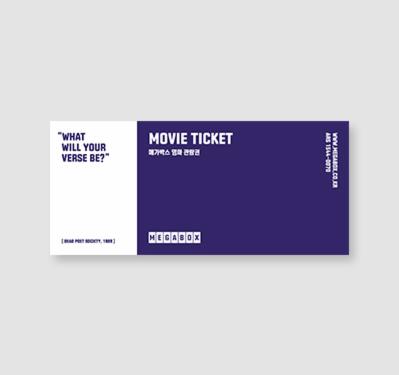 "WHAT
WILL YOUR
VERSE BE?"
[ DEAD POET SOCIETY, 1989 ]
MOVIE TICKET
메가박스 영화 관람권
MEGABOX
WWW.MEGABOX.CO.KR
ARS 1544-0070